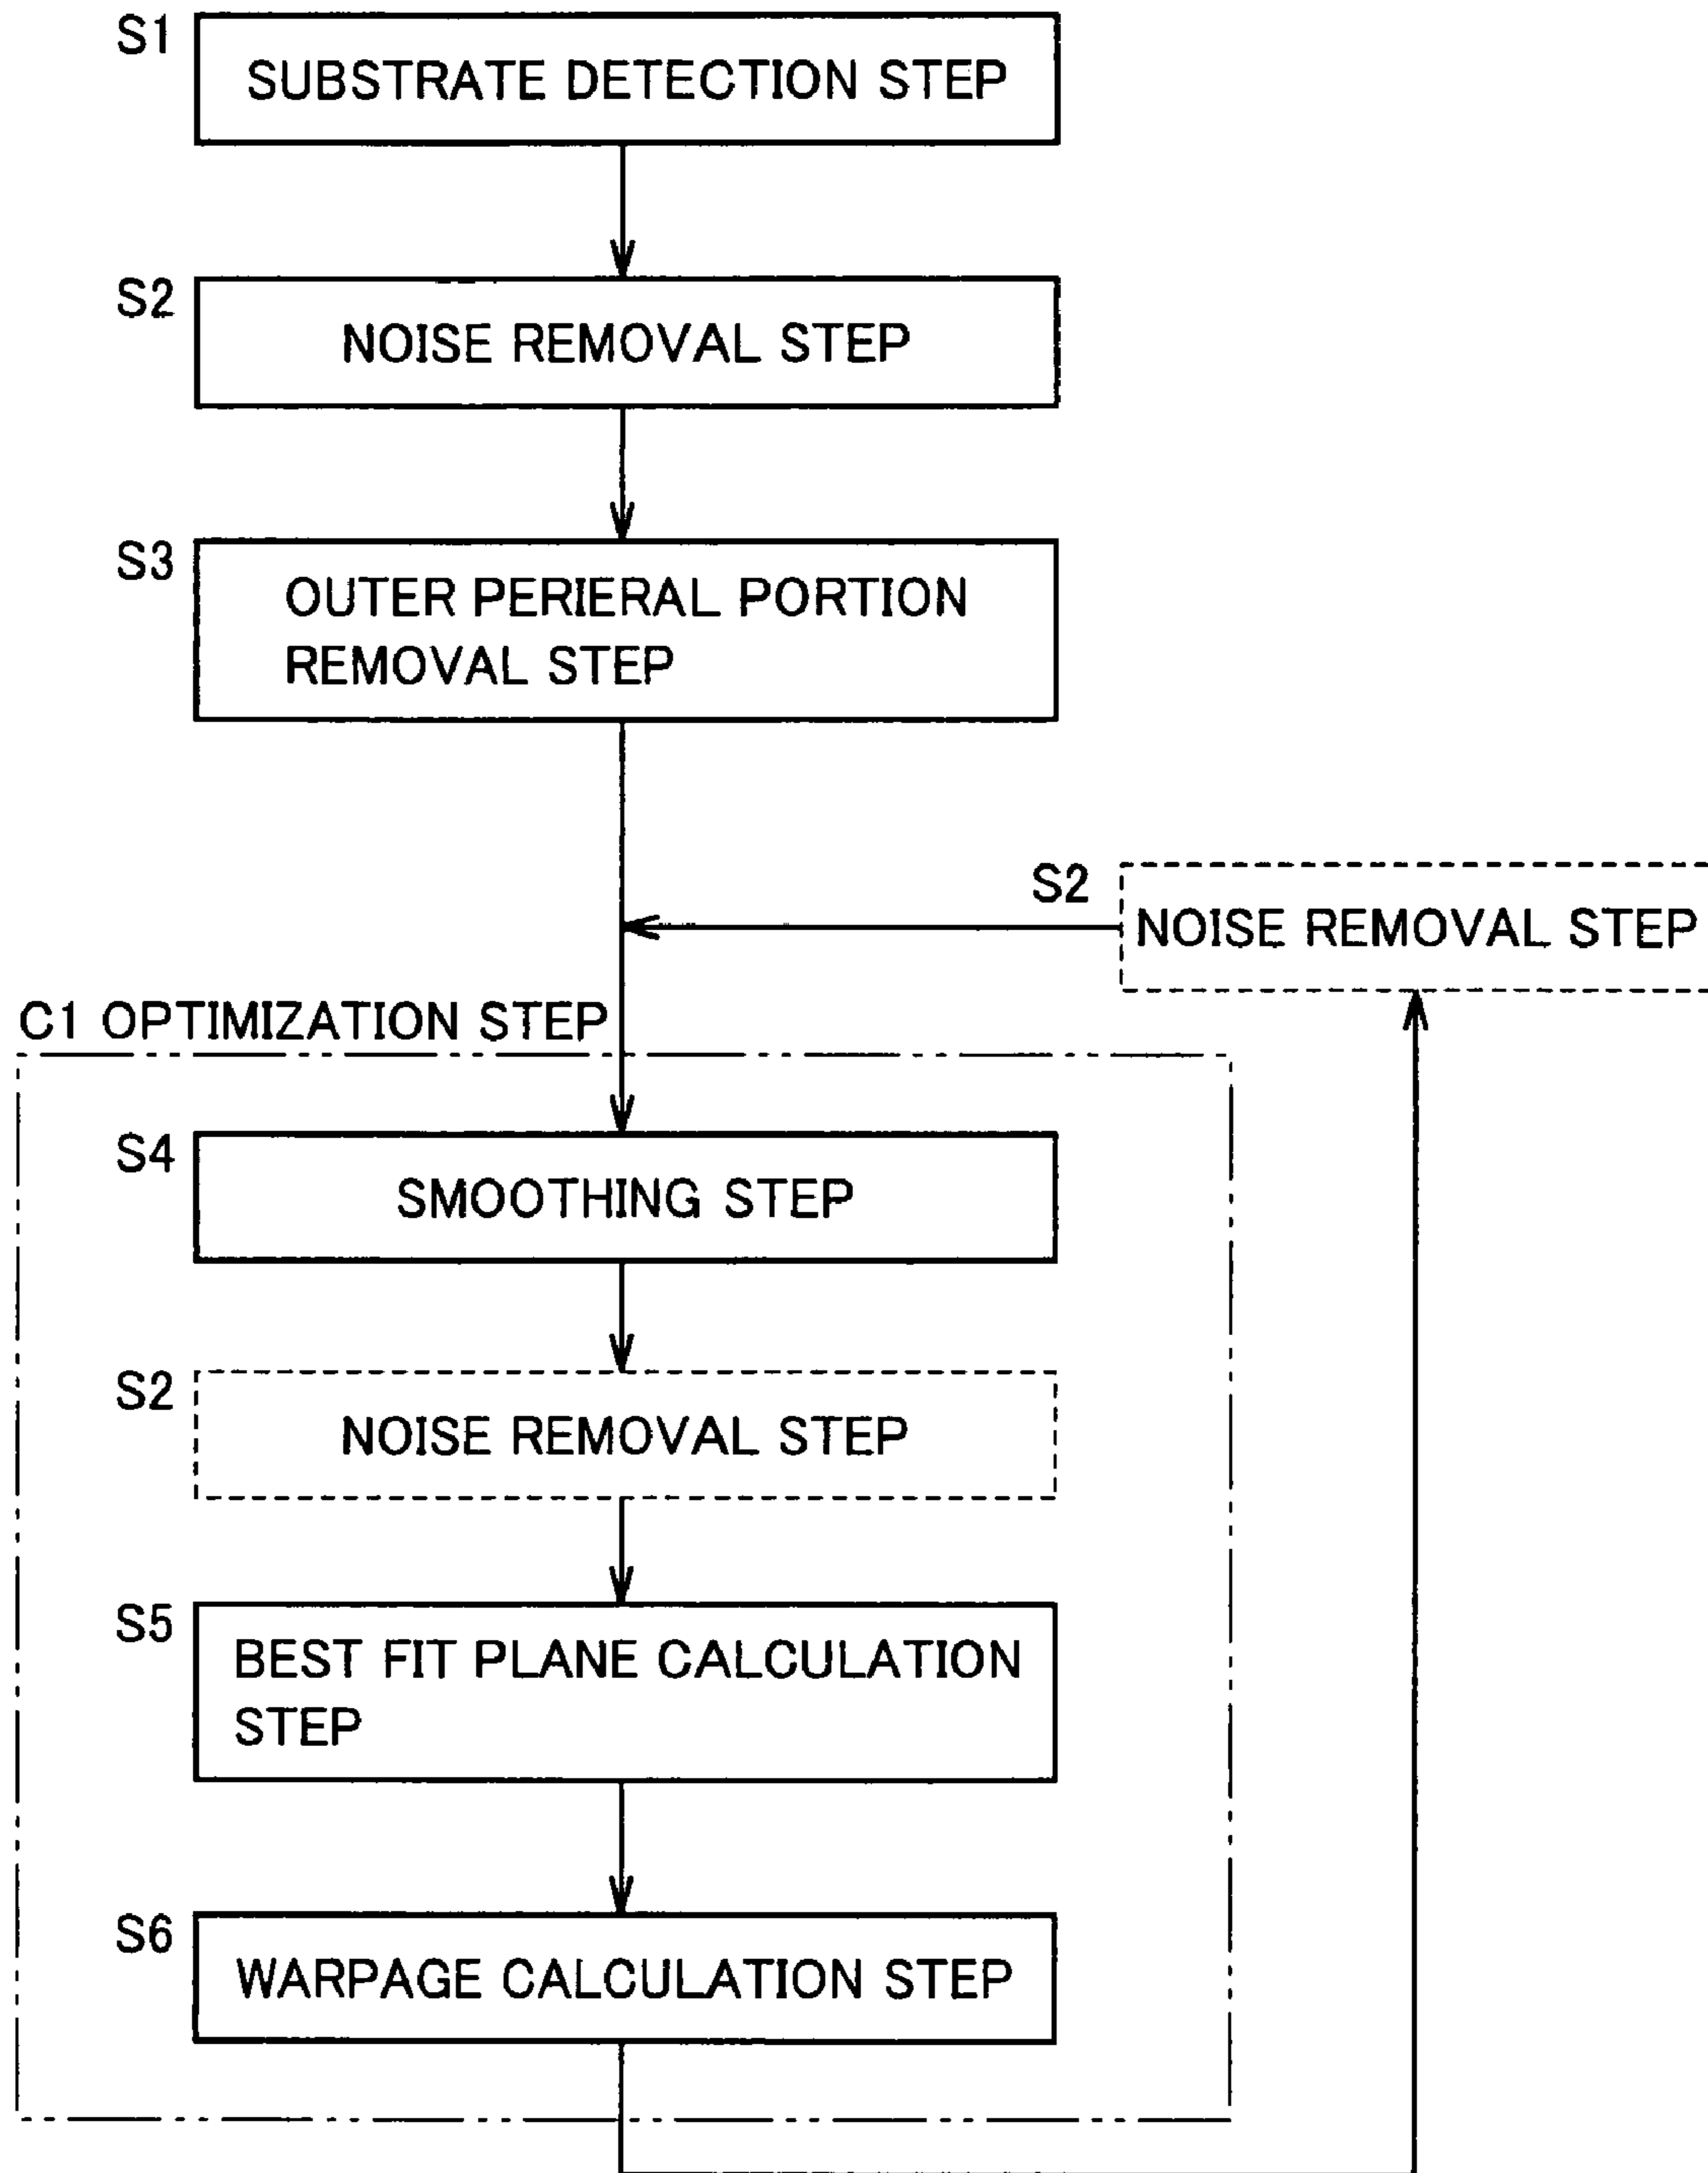 S1
SUBSTRATE DETECTION STEP
S2
NOISE REMOVAL STEP
S3
OUTER PERIERAL PORTION
REMOVAL STEP
S2
NOISE REMOVAL STEP
C1 OPTIMIZATION STEP
S4
SMOOTHING STEP
S2
NOISE REMOVAL STEP
S5
BEST FIT PLANE CALCULATION
STEP
S6
WARPAGE CALCULATION STEP